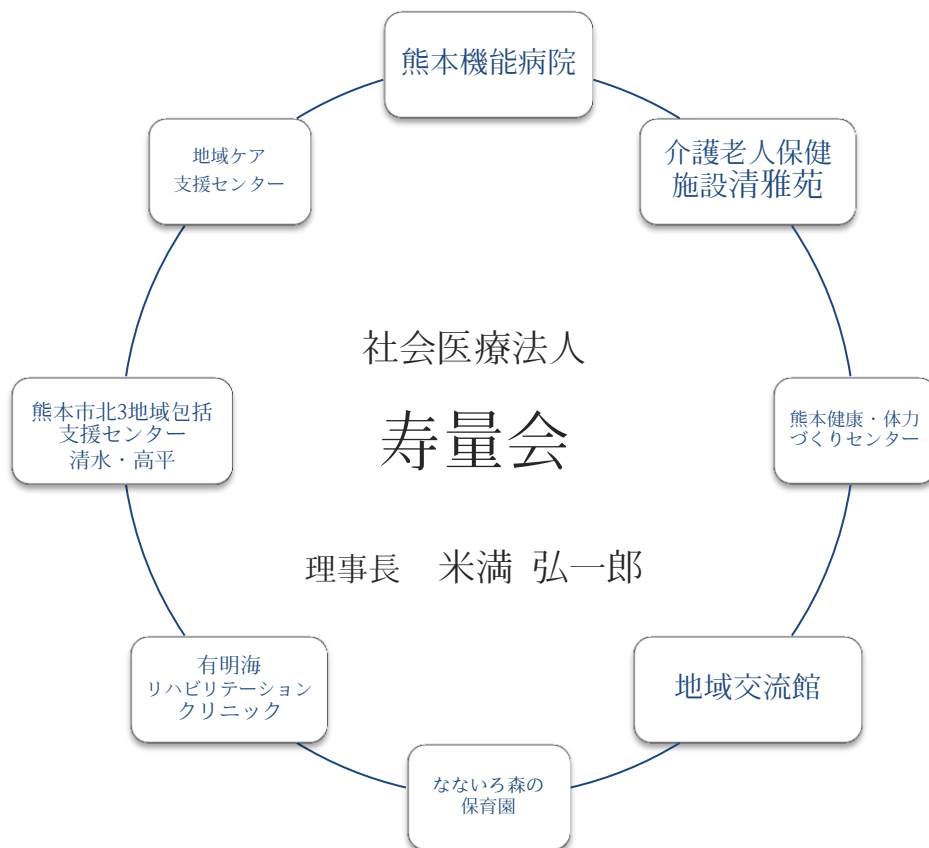 熊本機能病院
介護老人保健
施設清雅苑
熊本健康・体力
づくりセンター
地域交流館
なないろ森の
保育園
有明海
リハビリテーション
クリニック
熊本市北3地域包括
支援センター
清水・高平
地域ケア
支援センター
社会医療法人
寿量会
理事長 米満 弘一郎